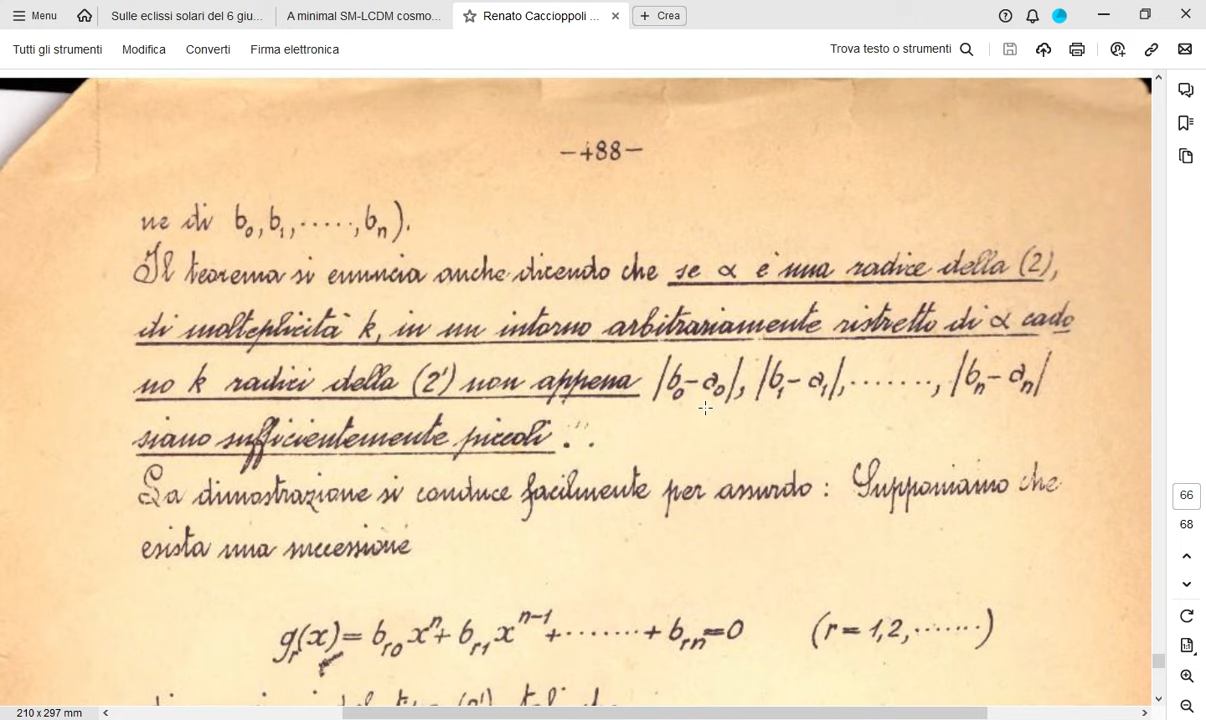 Menu
Sulle eclissi solari del 6 giu...
A minimal SM-LCDM cosmo...
Renato Caccioppoli ...
Crea
Tutti gli strumenti
Modifica
Converti
Firma elettronica
Trova testo o strumenti
-488-
ne di b₀, b₁, ....., bₙ).
Il teorema si enuncia anche dicendo che se α è una radice della (2),
di molteplicità k, in un intorno arbitrariamente ristretto di α cado
no k radici della (2') non appena |b₀-a₀|, |b₁-a₁|, ......., |bₙ-aₙ|
siano sufficientemente piccoli.
La dimostrazione si conduce facilmente per assurdo: Supponiamo che
esista una successione
gᵣ(x) = bᵣ₀ xⁿ + bᵣ₁ xⁿ⁻¹ + ....... + bᵣₙ = 0 (r = 1,2, .......)
66
68
210 x 297 mm